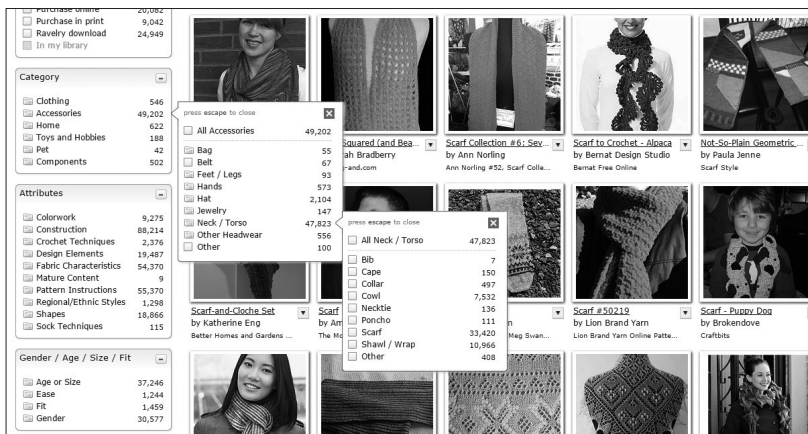 Purchase online 20,082
Purchase in print 9,042
Ravelry download 24,949
In my library
Category
Clothing 546
Accessories 49,202
Home 622
Toys and Hobbies 188
Pet 42
Components 502
Attributes
Colorwork 9,275
Construction 88,214
Crochet Techniques 2,376
Design Elements 19,487
Fabric Characteristics 54,370
Mature Content 9
Pattern Instructions 55,370
Regional/Ethnic Styles 1,298
Shapes 18,866
Sock Techniques 115
Gender / Age / Size / Fit
Age or Size 37,246
Ease 1,244
Fit 1,459
Gender 30,577
press escape to close
All Accessories 49,202
Bag 55
Belt 67
Feet / Legs 93
Hands 573
Hat 2,104
Jewelry 147
Neck / Torso 47,823
Other Headwear 556
Other 100
press escape to close
All Neck / Torso 47,823
Bib 7
Cape 150
Collar 497
Cowl 7,532
Necktie 136
Poncho 111
Scarf 33,420
Shawl / Wrap 10,966
Other 408
Squared (and Bea...
ah Bradberry
-and.com
Scarf Collection #6: Sev...
by Ann Norling
Ann Norling #52, Scarf Colle...
Scarf to Crochet - Alpaca
by Bernat Design Studio
Bernat Free Online
Not-So-Plain Geometric ...
by Paula Jenne
Scarf Style
Scarf-and-Cloche Set
by Katherine Eng
Better Homes and Gardens ...
Scarf
by Am
The Mo
n
Meg Swan...
Scarf #50219
by Lion Brand Yarn
Lion Brand Yarn Online Patte...
Scarf - Puppy Dog
by Brokendove
Craftbits